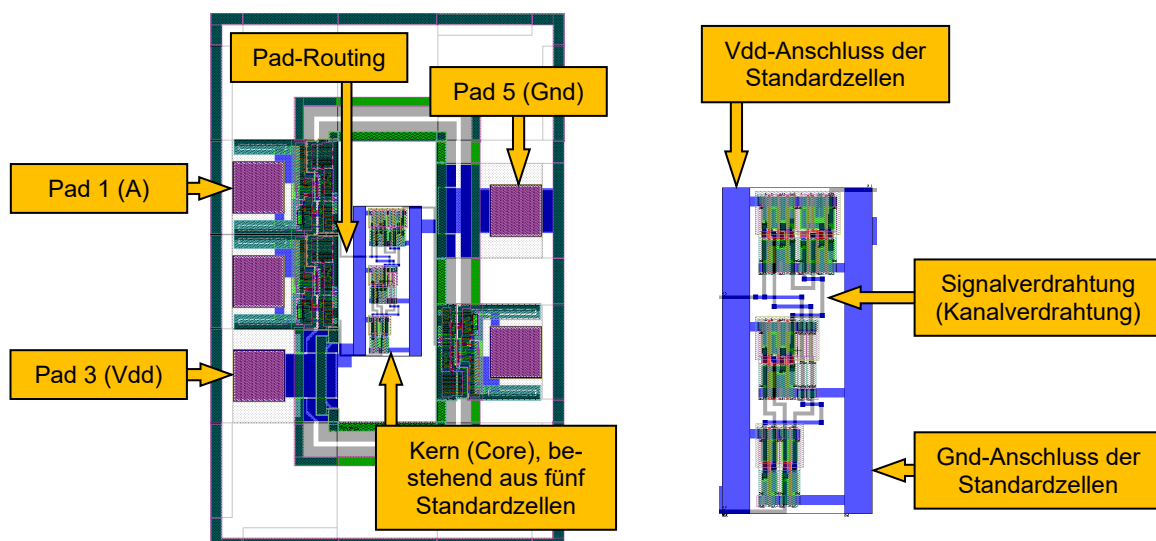 Pad-Routing
Pad 5 (Gnd)
Pad 1 (A)
Pad 3 (Vdd)
Kern (Core), be-
stehend aus fünf
Standardzellen
Vdd-Anschluss der
Standardzellen
Signalverdrahtung
(Kanalverdrahtung)
Gnd-Anschluss der
Standardzellen